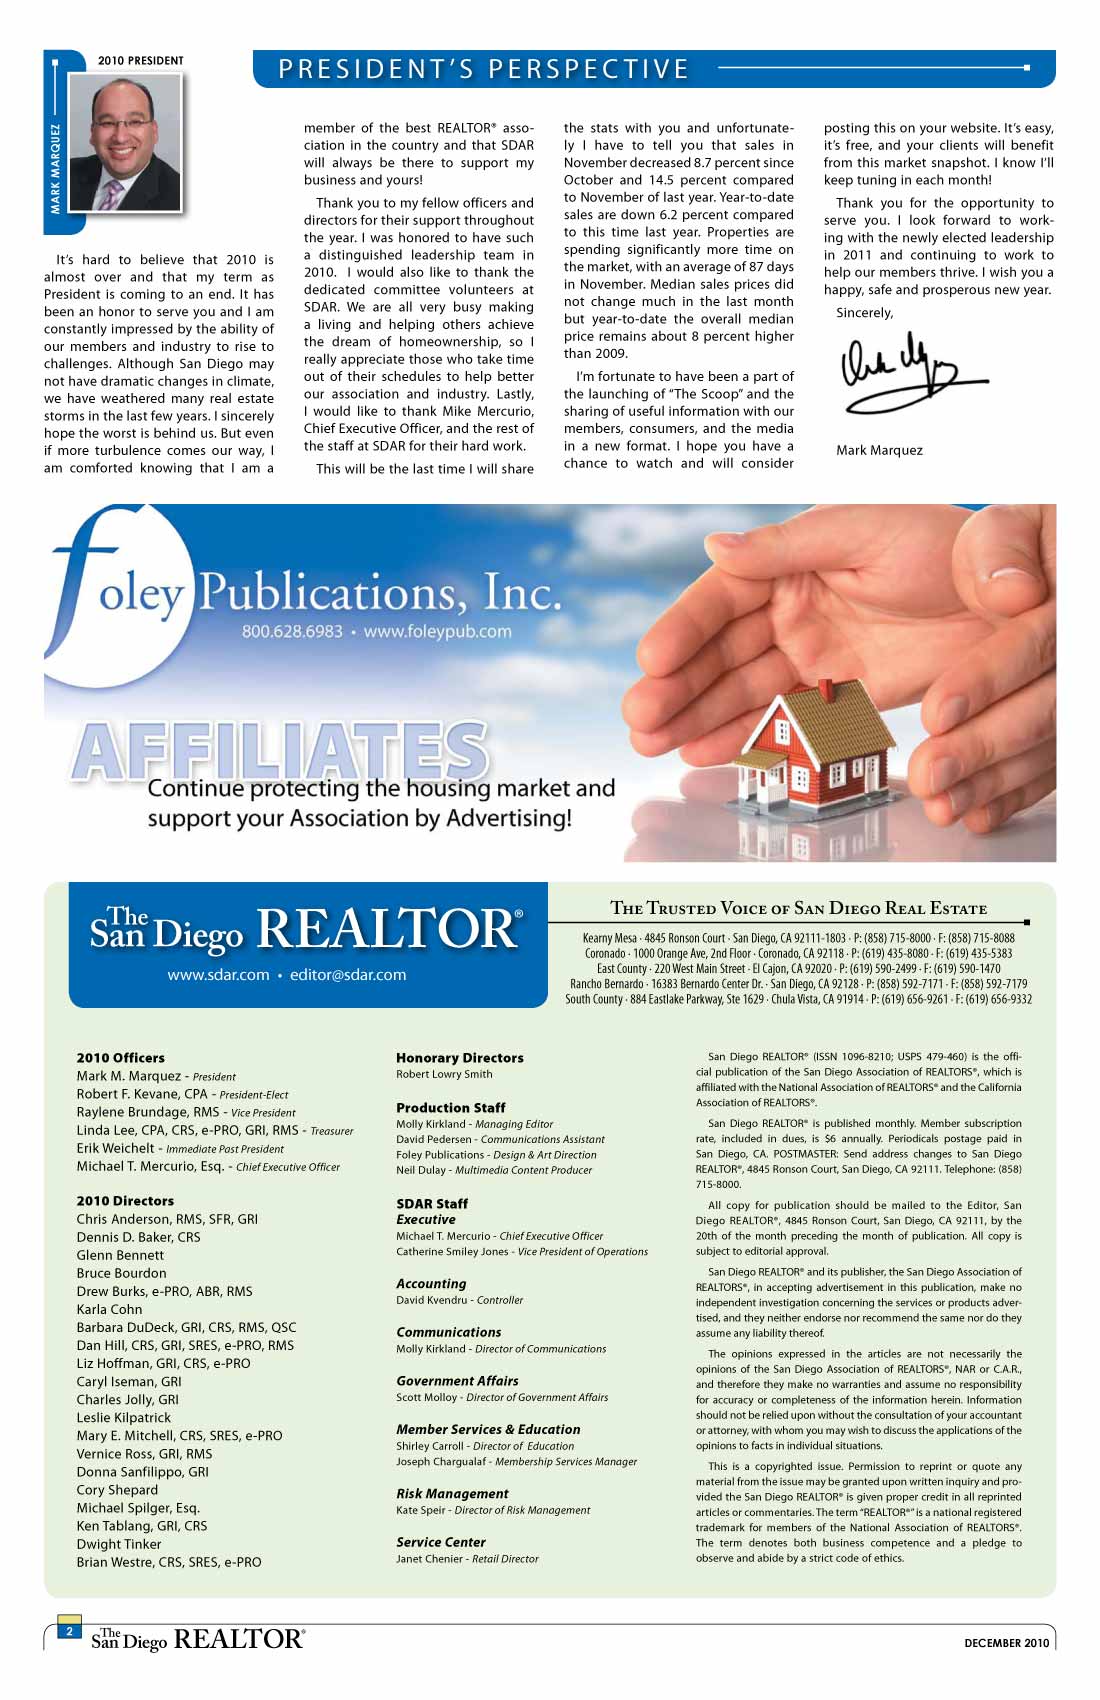 2010 PRESIDENT
MARK MARQUEZ
PRESIDENT'S PERSPECTIVE
It's hard to believe that 2010 is
almost over and that my term as
President is coming to an end. It has
been an honor to serve you and I am
constantly impressed by the ability of
our members and industry to rise to
challenges. Although San Diego may
not have dramatic changes in climate,
we have weathered many real estate
storms in the last few years. I sincerely
hope the worst is behind us. But even
if more turbulence comes our way, I
am comforted knowing that I am a
member of the best REALTOR® asso-
ciation in the country and that SDAR
will always be there to support my
business and yours!
Thank you to my fellow officers and
directors for their support throughout
the year. I was honored to have such
a distinguished leadership team in
2010. I would also like to thank the
dedicated committee volunteers at
SDAR. We are all very busy making
a living and helping others achieve
the dream of homeownership, so I
really appreciate those who take time
out of their schedules to help better
our association and industry. Lastly,
I would like to thank Mike Mercurio,
Chief Executive Officer, and the rest of
the staff at SDAR for their hard work.
This will be the last time I will share
the stats with you and unfortunate-
ly I have to tell you that sales in
November decreased 8.7 percent since
October and 14.5 percent compared
to November of last year. Year-to-date
sales are down 6.2 percent compared
to this time last year. Properties are
spending significantly more time on
the market, with an average of 87 days
in November. Median sales prices did
not change much in the last month
but year-to-date the overall median
price remains about 8 percent higher
than 2009.
I'm fortunate to have been a part of
the launching of "The Scoop" and the
sharing of useful information with our
members, consumers, and the media
in a new format. I hope you have a
chance to watch and will consider
posting this on your website. It's easy,
it's free, and your clients will benefit
from this market snapshot. I know I'll
keep tuning in each month!
Thank you for the opportunity to
serve you. I look forward to work-
ing with the newly elected leadership
in 2011 and continuing to work to
help our members thrive. I wish you a
happy, safe and prosperous new year.
Sincerely,
Mark Marquez
foley Publications, Inc.
800.628.6983 • www.foleypub.com
AFFILIATES
Continue protecting the housing market and
support your Association by Advertising!
The San Diego REALTOR®
www.sdar.com • editor@sdar.com
THE TRUSTED VOICE OF SAN DIEGO REAL ESTATE
Kearny Mesa · 4845 Ronson Court · San Diego, CA 92111-1803 · P: (858) 715-8000 · F: (858) 715-8088
Coronado · 1000 Orange Ave, 2nd Floor · Coronado, CA 92118 · P: (619) 435-8080 · F: (619) 435-5383
East County · 220 West Main Street · El Cajon, CA 92020 · P: (619) 590-2499 · F: (619) 590-1470
Rancho Bernardo · 16383 Bernardo Center Dr. · San Diego, CA 92128 · P: (858) 592-7171 · F: (858) 592-7179
South County · 884 Eastlake Parkway, Ste 1629 · Chula Vista, CA 91914 · P: (619) 656-9261 · F: (619) 656-9332
2010 Officers
Mark M. Marquez - President
Robert F. Kevane, CPA - President-Elect
Raylene Brundage, RMS - Vice President
Linda Lee, CPA, CRS, e-PRO, GRI, RMS - Treasurer
Erik Weichelt - Immediate Past President
Michael T. Mercurio, Esq. - Chief Executive Officer
2010 Directors
Chris Anderson, RMS, SFR, GRI
Dennis D. Baker, CRS
Glenn Bennett
Bruce Bourdon
Drew Burks, e-PRO, ABR, RMS
Karla Cohn
Barbara DuDeck, GRI, CRS, RMS, QSC
Dan Hill, CRS, GRI, SRES, e-PRO, RMS
Liz Hoffman, GRI, CRS, e-PRO
Caryl Iseman, GRI
Charles Jolly, GRI
Leslie Kilpatrick
Mary E. Mitchell, CRS, SRES, e-PRO
Vernice Ross, GRI, RMS
Donna Sanfilippo, GRI
Cory Shepard
Michael Spilger, Esq.
Ken Tablang, GRI, CRS
Dwight Tinker
Brian Westre, CRS, SRES, e-PRO
Honorary Directors
Robert Lowry Smith
Production Staff
Molly Kirkland - Managing Editor
David Pedersen - Communications Assistant
Foley Publications - Design & Art Direction
Neil Dulay - Multimedia Content Producer
SDAR Staff
Executive
Michael T. Mercurio - Chief Executive Officer
Catherine Smiley Jones - Vice President of Operations
Accounting
David Kvendru - Controller
Communications
Molly Kirkland - Director of Communications
Government Affairs
Scott Molloy - Director of Government Affairs
Member Services & Education
Shirley Carroll - Director of Education
Joseph Chargualaf - Membership Services Manager
Risk Management
Kate Speir - Director of Risk Management
Service Center
Janet Chenier - Retail Director
San Diego REALTOR® (ISSN 1096-8210; USPS 479-460) is the offi-
cial publication of the San Diego Association of REALTORS®, which is
affiliated with the National Association of REALTORS® and the California
Association of REALTORS®.
San Diego REALTOR® is published monthly. Member subscription
rate, included in dues, is $6 annually. Periodicals postage paid in
San Diego, CA. POSTMASTER: Send address changes to San Diego
REALTOR®, 4845 Ronson Court, San Diego, CA 92111. Telephone: (858)
715-8000.
All copy for publication should be mailed to the Editor, San
Diego REALTOR®, 4845 Ronson Court, San Diego, CA 92111, by the
20th of the month preceding the month of publication. All copy is
subject to editorial approval.
San Diego REALTOR® and its publisher, the San Diego Association of
REALTORS®, in accepting advertisement in this publication, make no
independent investigation concerning the services or products adver-
tised, and they neither endorse nor recommend the same nor do they
assume any liability thereof.
The opinions expressed in the articles are not necessarily the
opinions of the San Diego Association of REALTORS®, NAR or C.A.R.,
and therefore they make no warranties and assume no responsibility
for accuracy or completeness of the information herein. Information
should not be relied upon without the consultation of your accountant
or attorney, with whom you may wish to discuss the applications of the
opinions to facts in individual situations.
This is a copyrighted issue. Permission to reprint or quote any
material from the issue may be granted upon written inquiry and pro-
vided the San Diego REALTOR® is given proper credit in all reprinted
articles or commentaries. The term "REALTOR®" is a national registered
trademark for members of the National Association of REALTORS®.
The term denotes both business competence and a pledge to
observe and abide by a strict code of ethics.
2
The San Diego REALTOR®
DECEMBER 2010